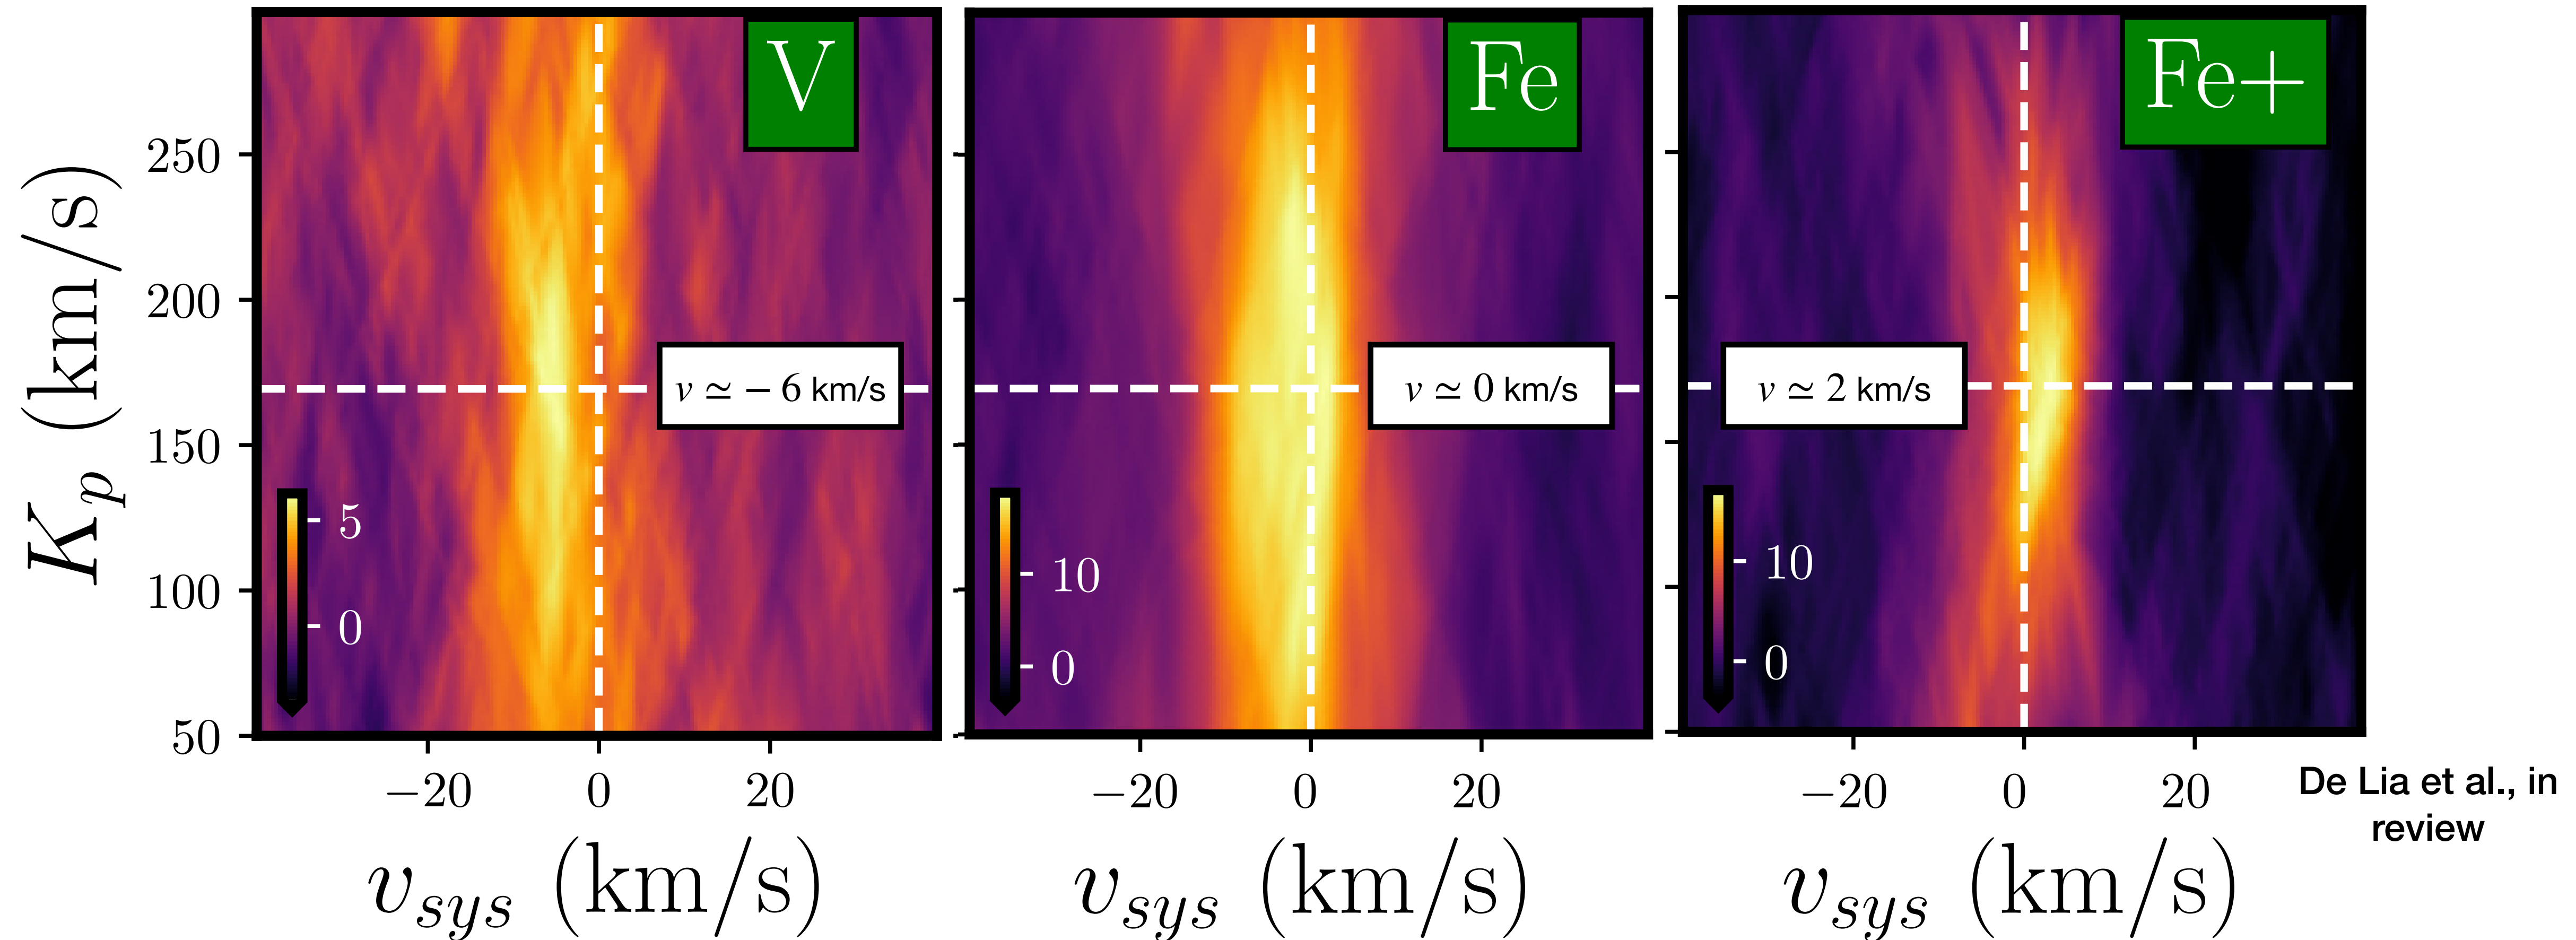 V
Fe
Fe+
K_p (km/s)
250
200
150
100
50
v ≃ − 6 km/s
v ≃ 0 km/s
v ≃ 2 km/s
5
0
10
0
10
0
−20 0 20
−20 0 20
−20 0 20
v_sys (km/s)
v_sys (km/s)
v_sys (km/s)
De Lia et al., in
review